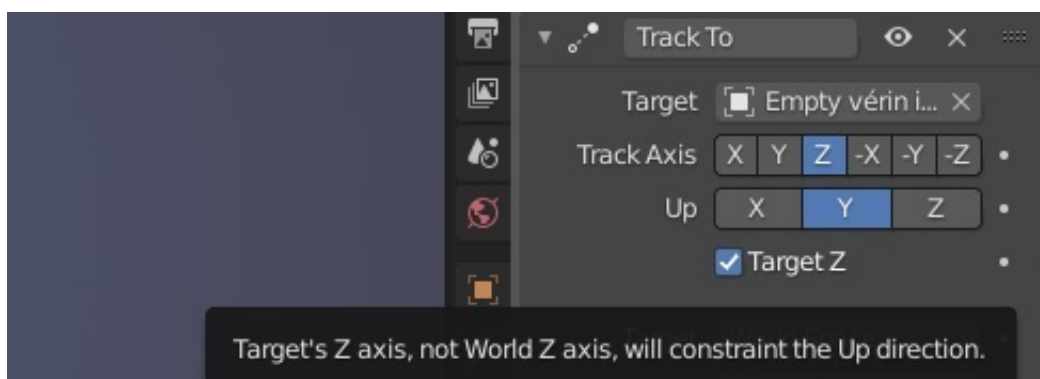 Track To
Target Empty vérin i...
Track Axis X Y Z -X -Y -Z
Up X Y Z
Target Z
Target's Z axis, not World Z axis, will constraint the Up direction.